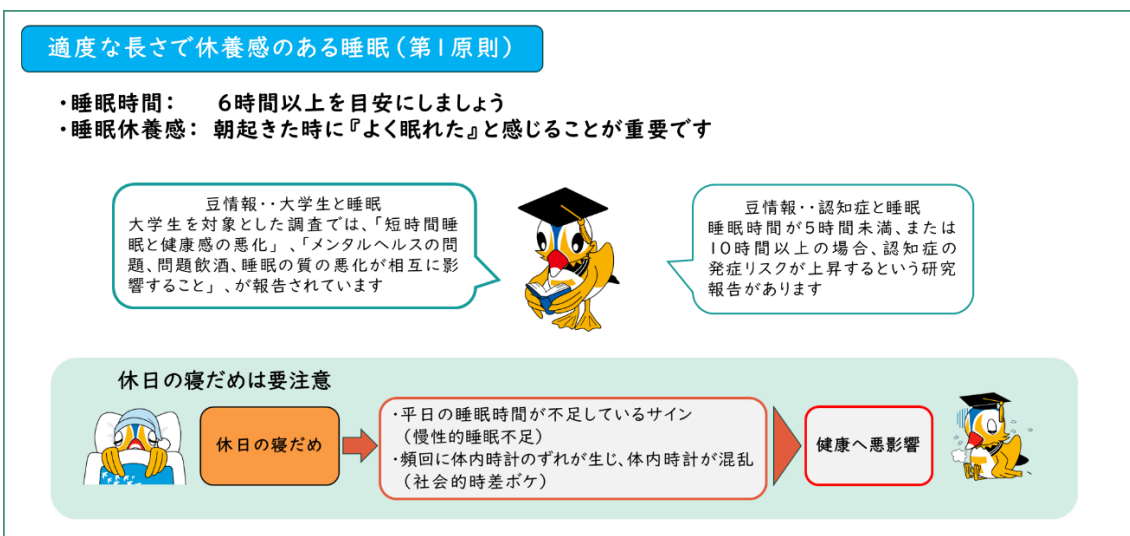 適度な長さで休養感のある睡眠(第1原則)
・睡眠時間: 6時間以上を目安にしましょう
・睡眠休養感: 朝起きた時に『よく眠れた』と感じることが重要です
豆情報・・大学生と睡眠
大学生を対象とした調査では、「短時間睡
眠と健康感の悪化」、「メンタルヘルスの問
題、問題飲酒、睡眠の質の悪化が相互に影
響すること」、が報告されています
豆情報・・認知症と睡眠
睡眠時間が5時間未満、または
10時間以上の場合、認知症の
発症リスクが上昇するという研究
報告があります
休日の寝だめは要注意
休日の寝だめ
・平日の睡眠時間が不足しているサイン
(慢性的睡眠不足)
・頻回に体内時計のずれが生じ、体内時計が混乱
(社会的時差ボケ)
健康へ悪影響